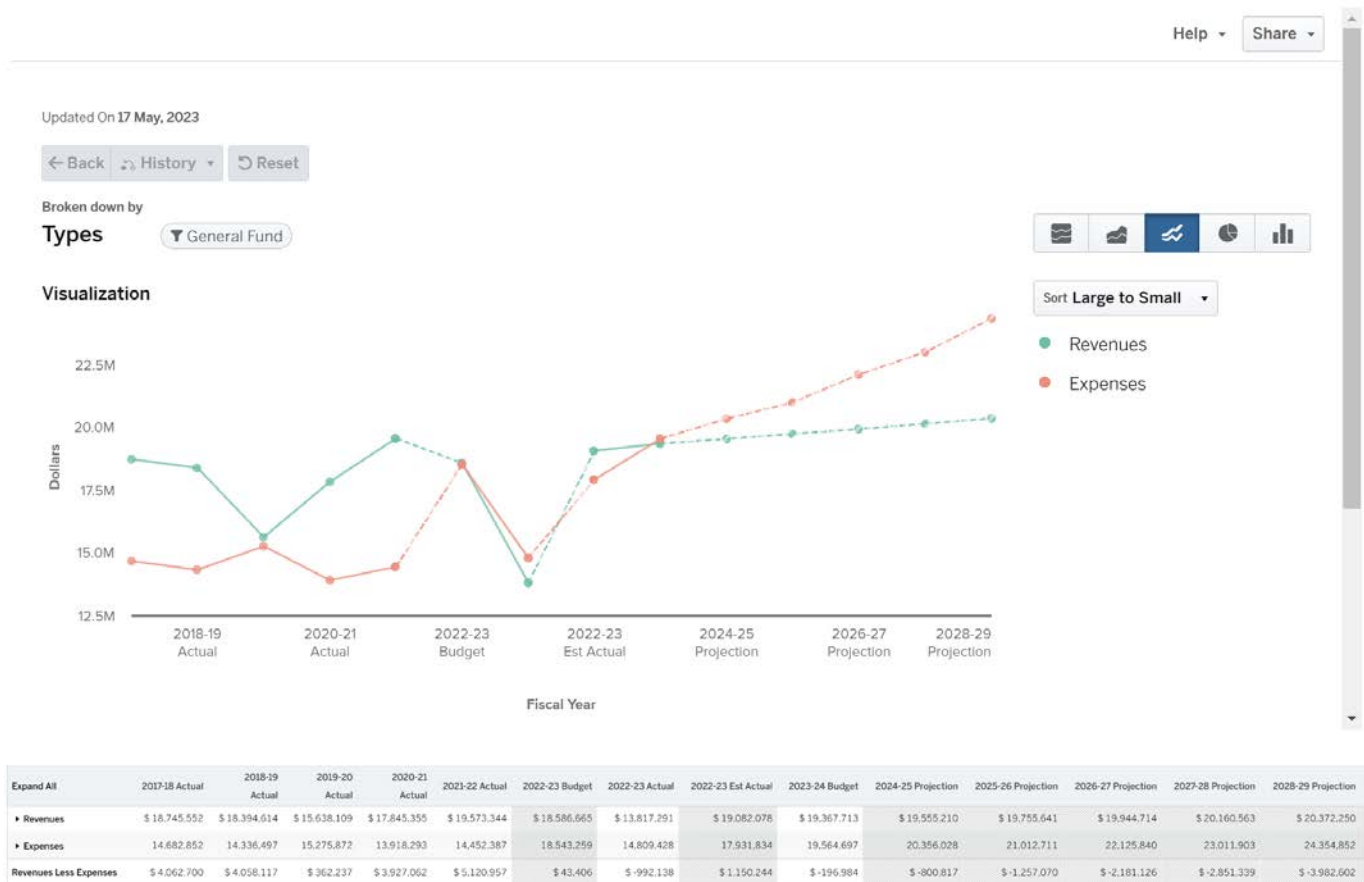 Help Share
Updated On 17 May, 2023
Back History Reset
Broken down by
Types General Fund
Visualization
Sort Large to Small
Revenues
Expenses
22.5M
20.0M
17.5M
15.0M
12.5M
Dollars
2018-19 2020-21 2022-23 2022-23 2024-25 2026-27 2028-29
Actual Actual Budget Est Actual Projection Projection Projection
Fiscal Year
Expand All 2017-18 Actual 2018-19 Actual 2019-20 Actual 2020-21 Actual 2021-22 Actual 2022-23 Budget 2022-23 Actual 2022-23 Est Actual 2023-24 Budget 2024-25 Projection 2025-26 Projection 2026-27 Projection 2027-28 Projection 2028-29 Projection
Revenues $ 18,745,552 $ 18,394,614 $ 15,638,109 $ 17,845,355 $ 19,573,344 $ 18,586,665 $ 13,817,291 $ 19,082,078 $ 19,367,713 $ 19,555,210 $ 19,755,641 $ 19,944,714 $ 20,160,563 $ 20,372,250
Expenses 14,682,852 14,336,497 15,275,872 13,918,293 14,452,387 18,543,259 14,809,428 17,931,834 19,564,697 20,356,028 21,012,711 22,125,840 23,011,903 24,354,852
Revenues Less Expenses $ 4,062,700 $ 4,058,117 $ 362,237 $ 3,927,062 $ 5,120,957 $ 43,406 $ -992,138 $ 1,150,244 $ -196,984 $ -800,817 $ -1,257,070 $ -2,181,126 $ -2,851,339 $ -3,982,602